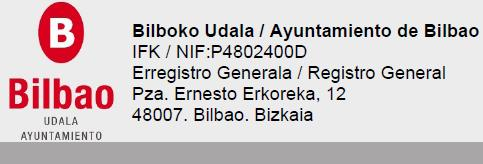 B
Bilbao
UDALA
AYUNTAMIENTO
Bilboko Udala / Ayuntamiento de Bilbao
IFK / NIF:P4802400D
Erregistro Generala / Registro General
Pza. Ernesto Erkoreka, 12
48007. Bilbao. Bizkaia